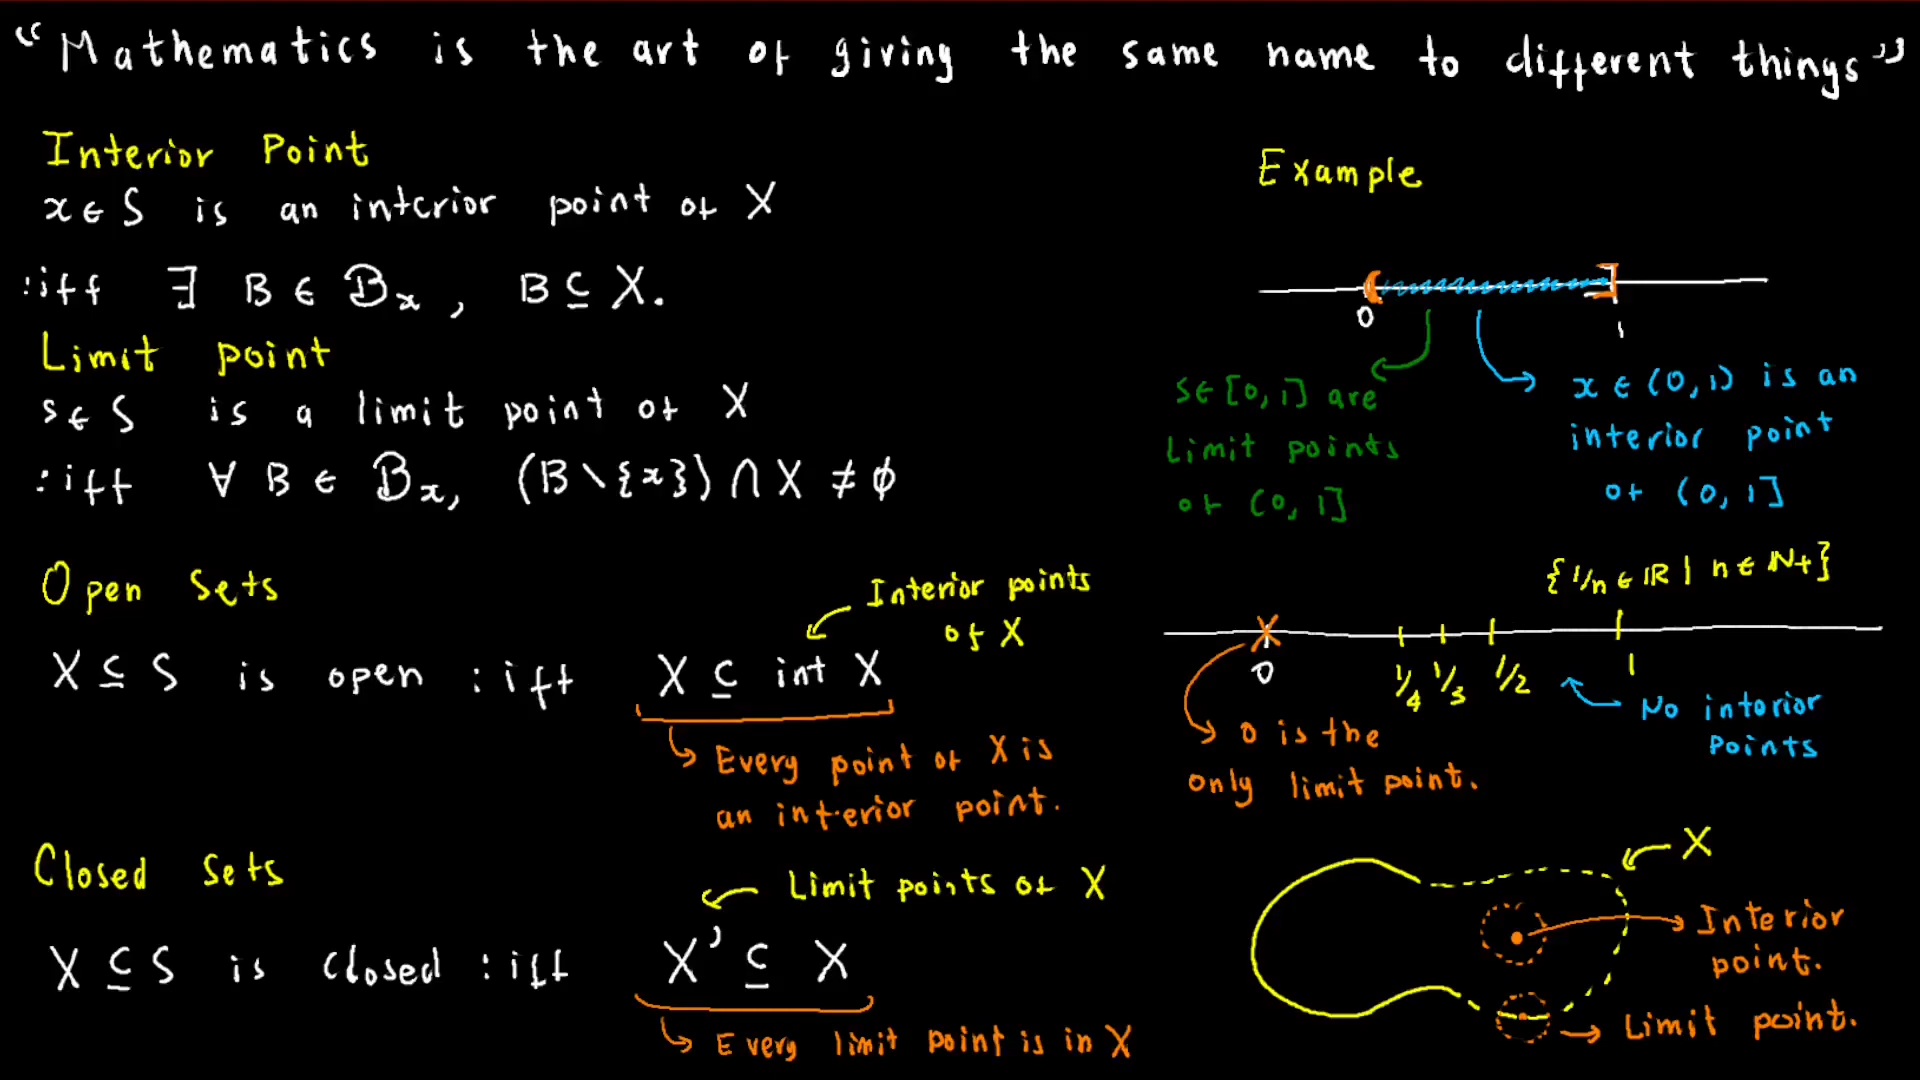 “Mathematics is the art of giving the same name to different things”
Interior Point
x ∈ S is an interior point of X
:iff ∃ B ∈ ℬx, B ⊆ X.
Limit point
s ∈ S is a limit point of X
:iff ∀ B ∈ ℬx, (B \ {x}) ∩ X ≠ ∅
Open Sets
Interior points
of X
X ⊆ S is open :iff X ⊆ int X
Every point of X is
an interior point.
Closed Sets
Limit points of X
X' ⊆ S is closed :iff X' ⊆ X
Every limit point is in X
Example
0
1
s ∈ [0, 1] are
Limit points
of (0, 1]
x ∈ (0, 1) is an
interior point
of (0, 1]
{1/n ∈ ℝ | n ∈ ℕ+}
0
1/4 1/3 1/2 1
No interior
points
0 is the
only limit point.
X
Interior
point.
Limit point.